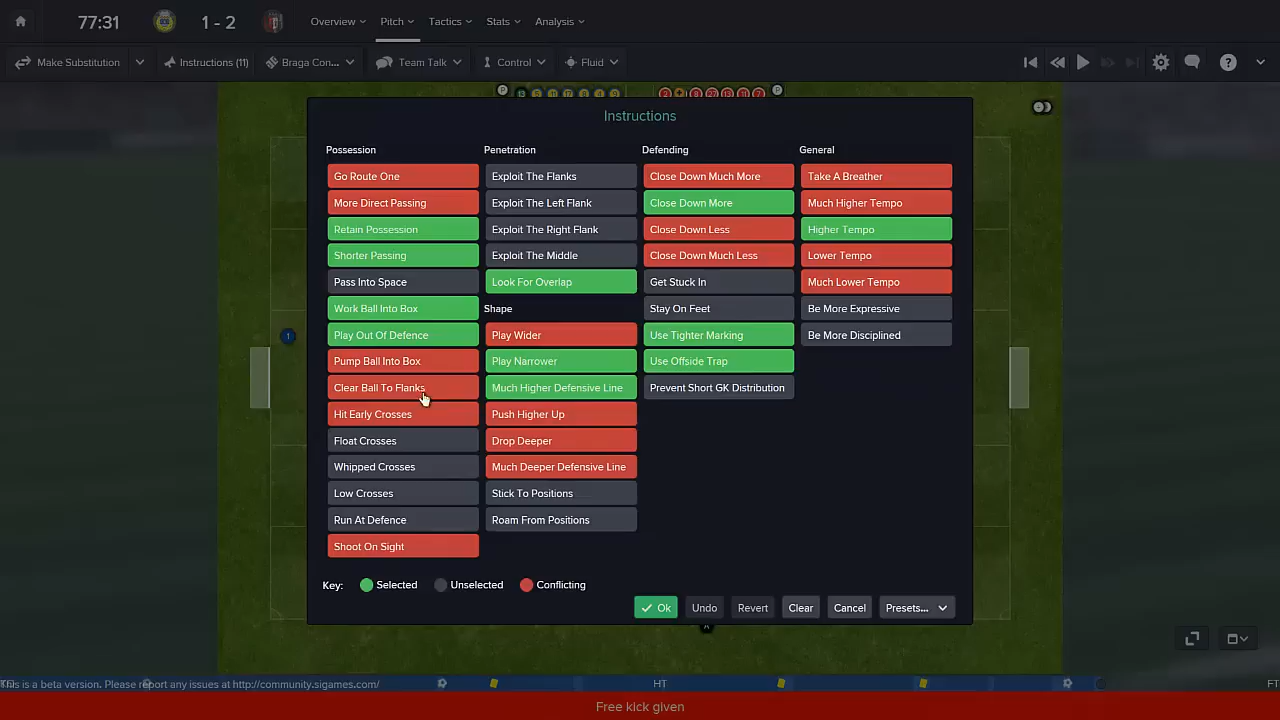 77:31
1 - 2
Overview
Pitch
Tactics
Stats
Analysis
Make Substitution
Instructions (11)
Braga Con...
Team Talk
Control
Fluid
Instructions
Possession
Go Route One
More Direct Passing
Retain Possession
Shorter Passing
Pass Into Space
Work Ball Into Box
Play Out Of Defence
Pump Ball Into Box
Clear Ball To Flanks
Hit Early Crosses
Float Crosses
Whipped Crosses
Low Crosses
Run At Defence
Shoot On Sight
Penetration
Exploit The Flanks
Exploit The Left Flank
Exploit The Right Flank
Exploit The Middle
Look For Overlap
Shape
Play Wider
Play Narrower
Much Higher Defensive Line
Push Higher Up
Drop Deeper
Much Deeper Defensive Line
Stick To Positions
Roam From Positions
Defending
Close Down Much More
Close Down More
Close Down Less
Close Down Much Less
Get Stuck In
Stay On Feet
Use Tighter Marking
Use Offside Trap
Prevent Short GK Distribution
General
Take A Breather
Much Higher Tempo
Higher Tempo
Lower Tempo
Much Lower Tempo
Be More Expressive
Be More Disciplined
1
Key: Selected Unselected Conflicting
Ok Undo Revert Clear Cancel Presets...
This is a beta version. Please report any issues at http://community.sigames.com/
HT
FT
Free kick given